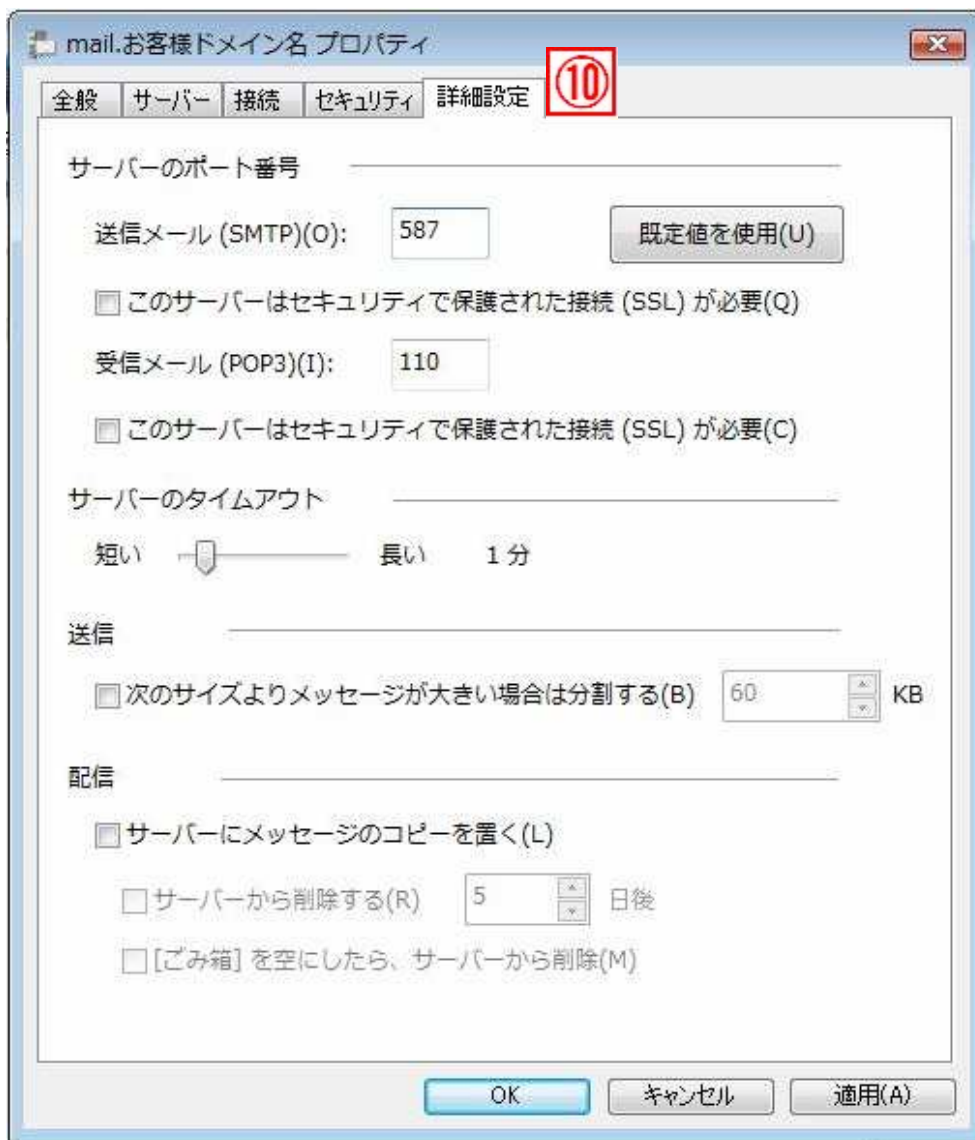 mail.お客様ドメイン名 プロパティ
全般 サーバー 接続 セキュリティ 詳細設定 ⑩
サーバーのポート番号
送信メール (SMTP)(O): 587 既定値を使用(U)
このサーバーはセキュリティで保護された接続 (SSL) が必要(Q)
受信メール (POP3)(I): 110
このサーバーはセキュリティで保護された接続 (SSL) が必要(C)
サーバーのタイムアウト
短い 長い 1 分
送信
次のサイズよりメッセージが大きい場合は分割する(B) 60 KB
配信
サーバーにメッセージのコピーを置く(L)
サーバーから削除する(R) 5 日後
[ごみ箱] を空にしたら、サーバーから削除(M)
OK キャンセル 適用(A)